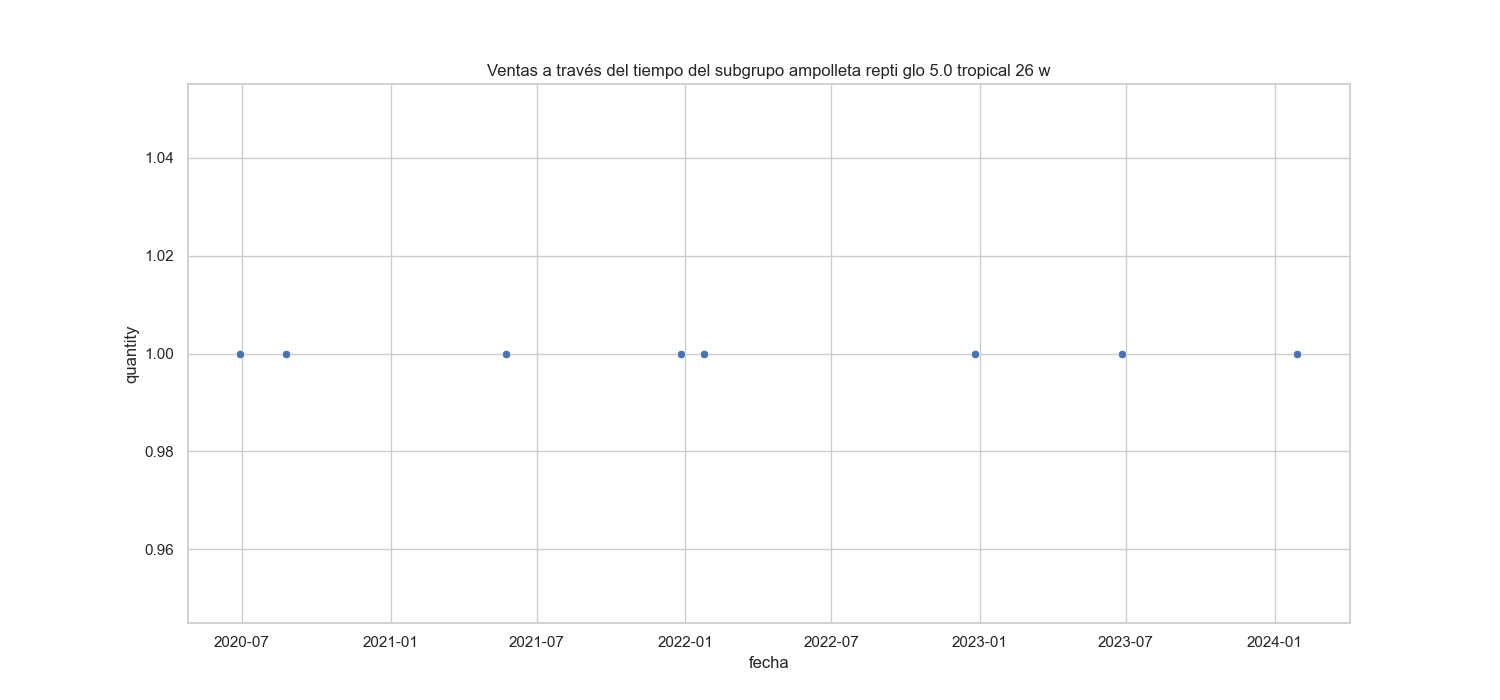 Ventas a través del tiempo del subgrupo ampolleta repti glo 5.0 tropical 26 w
1.04
1.02
1.00
0.98
0.96
quantity
2020-07 2021-01 2021-07 2022-01 2022-07 2023-01 2023-07 2024-01
fecha